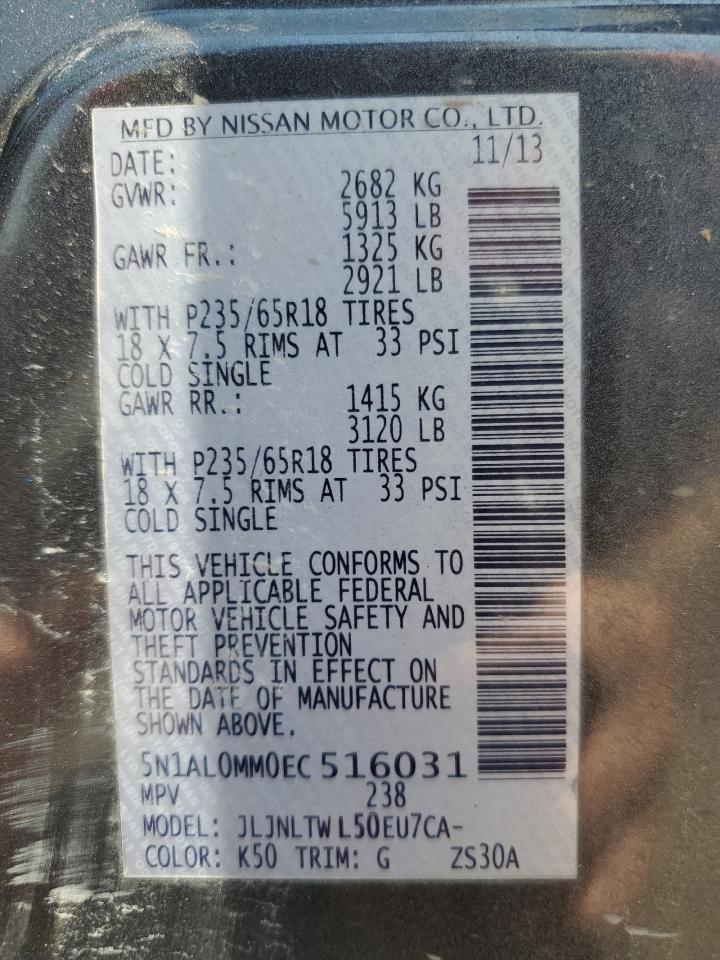 MFD BY NISSAN MOTOR CO., LTD.
DATE: 11/13
GVWR: 2682 KG
5913 LB
GAWR FR.: 1325 KG
2921 LB
WITH P235/65R18 TIRES
18 X 7.5 RIMS AT 33 PSI
COLD SINGLE
GAWR RR.: 1415 KG
3120 LB
WITH P235/65R18 TIRES
18 X 7.5 RIMS AT 33 PSI
COLD SINGLE
THIS VEHICLE CONFORMS TO
ALL APPLICABLE FEDERAL
MOTOR VEHICLE SAFETY AND
THEFT PREVENTION
STANDARDS IN EFFECT ON
THE DATE OF MANUFACTURE
SHOWN ABOVE.
5N1AL0MM0EC 516031
MPV 238
MODEL: JLJNLTWL50EU7CA-
COLOR: K50 TRIM: G ZS30A